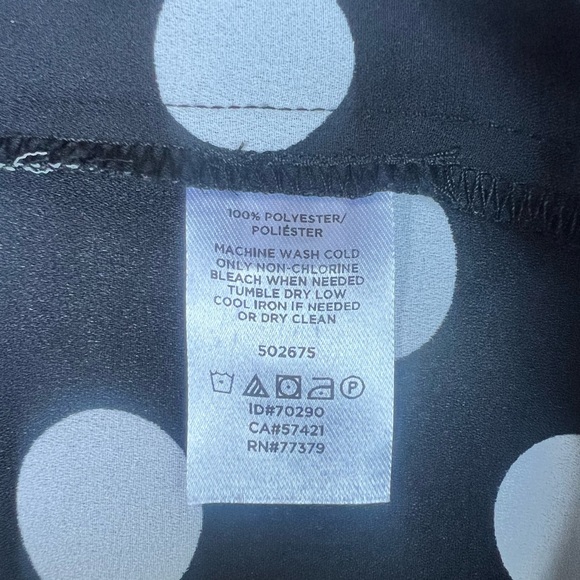 100% POLYESTER/
POLIÉSTER
MACHINE WASH COLD
ONLY NON-CHLORINE
BLEACH WHEN NEEDED
TUMBLE DRY LOW
COOL IRON IF NEEDED
OR DRY CLEAN
502675
P
ID#70290
CA#57421
RN#77379